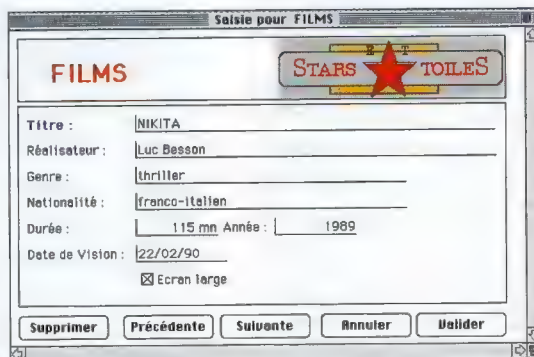 Saisie pour FILMS
FILMS
STARS ET TOILES
Titre : NIKITA
Réalisateur : Luc Besson
Genre : thriller
Nationalité : franco-italien
Durée : 115 mn Année : 1989
Date de Vision : 22/02/90
Ecran large
Supprimer Précédente Suivante Annuler Valider